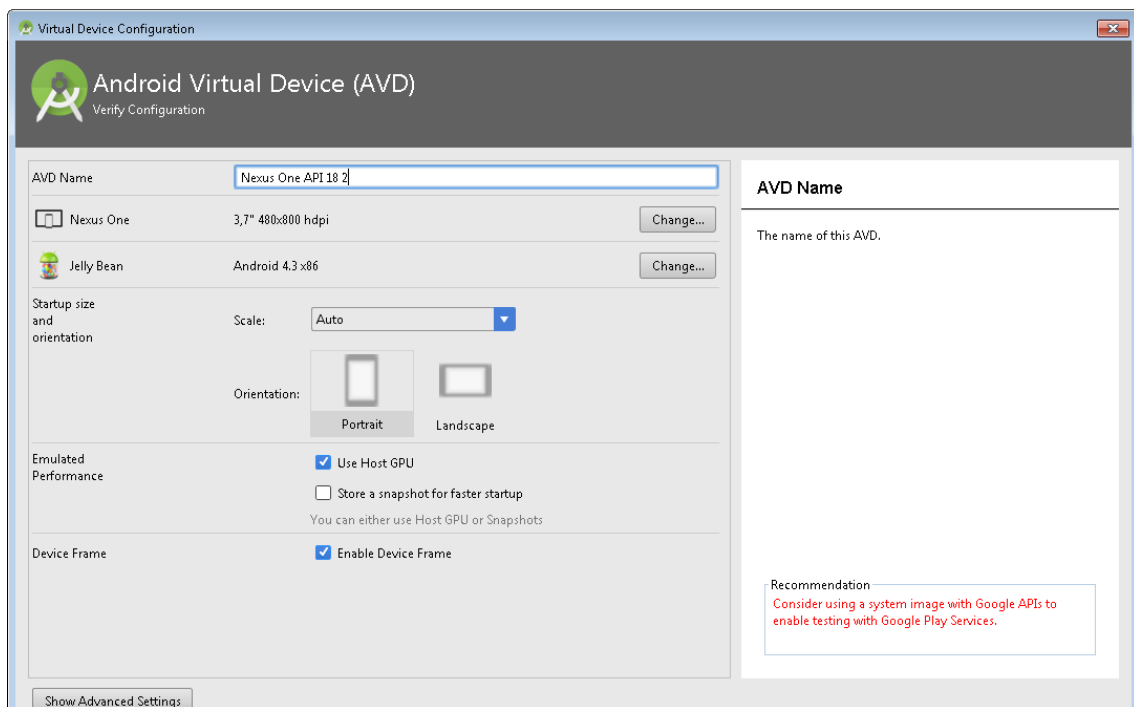 Virtual Device Configuration
Android Virtual Device (AVD)
Verify Configuration
AVD Name
Nexus One API 18 2
Nexus One
3,7" 480x800 hdpi
Change...
Jelly Bean
Android 4.3 x86
Change...
Startup size
and
orientation
Scale:
Auto
Orientation:
Portrait
Landscape
Emulated
Performance
Use Host GPU
Store a snapshot for faster startup
You can either use Host GPU or Snapshots
Device Frame
Enable Device Frame
Show Advanced Settings
AVD Name
The name of this AVD.
Recommendation
Consider using a system image with Google APIs to
enable testing with Google Play Services.